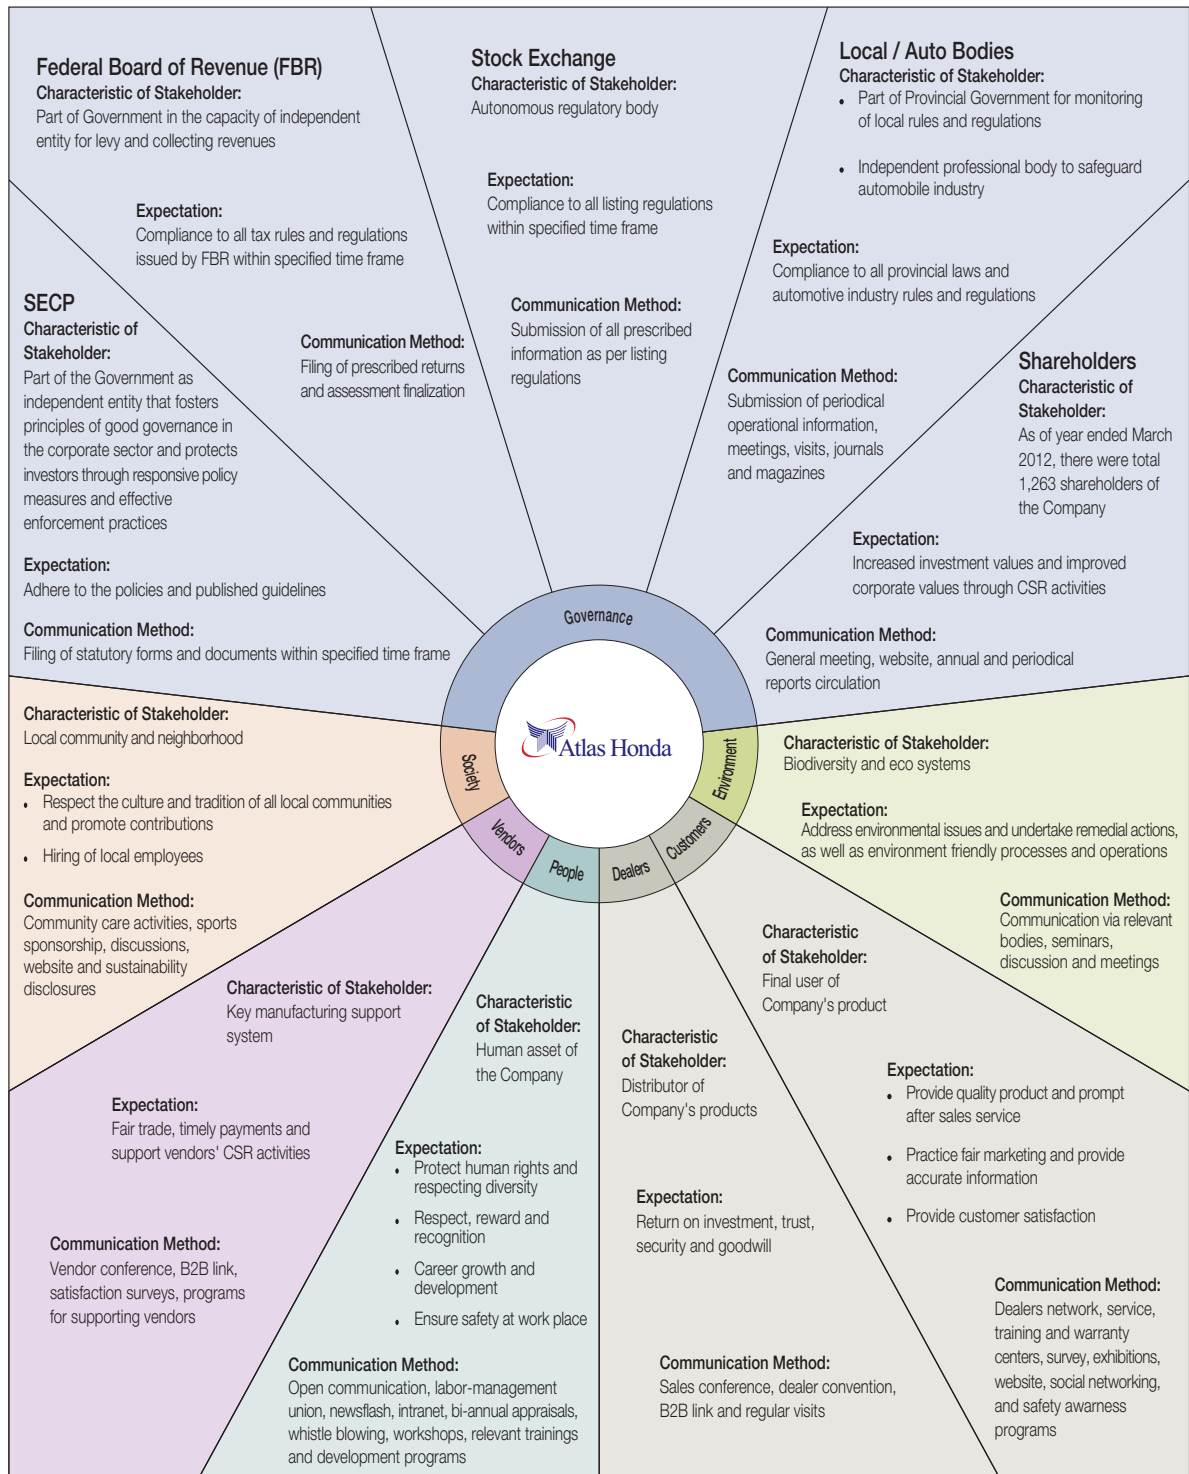 Federal Board of Revenue (FBR)
Characteristic of Stakeholder:
Part of Government in the capacity of independent
entity for levy and collecting revenues
Expectation:
Compliance to all tax rules and regulations
issued by FBR within specified time frame
Communication Method:
Filing of prescribed returns
and assessment finalization
Stock Exchange
Characteristic of Stakeholder:
Autonomous regulatory body
Expectation:
Compliance to all listing regulations
within specified time frame
Communication Method:
Submission of all prescribed
information as per listing
regulations
Local / Auto Bodies
Characteristic of Stakeholder:
• Part of Provincial Government for monitoring
of local rules and regulations
• Independent professional body to safeguard
automobile industry
Expectation:
Compliance to all provincial laws and
automotive industry rules and regulations
Communication Method:
Submission of periodical
operational information,
meetings, visits, journals
and magazines
SECP
Characteristic of
Stakeholder:
Part of the Government as
independent entity that fosters
principles of good governance in
the corporate sector and protects
investors through responsive policy
measures and effective
enforcement practices
Expectation:
Adhere to the policies and published guidelines
Communication Method:
Filing of statutory forms and documents within specified time frame
Shareholders
Characteristic of
Stakeholder:
As of year ended March
2012, there were total
1,263 shareholders of
the Company
Expectation:
Increased investment values and improved
corporate values through CSR activities
Communication Method:
General meeting, website, annual and periodical
reports circulation
Governance
Atlas Honda
Society
Vendors
People
Dealers
Customers
Environment
Characteristic of Stakeholder:
Local community and neighborhood
Expectation:
• Respect the culture and tradition of all local communities
and promote contributions
• Hiring of local employees
Communication Method:
Community care activities, sports
sponsorship, discussions,
website and sustainability
disclosures
Characteristic of Stakeholder:
Biodiversity and eco systems
Expectation:
Address environmental issues and undertake remedial actions,
as well as environment friendly processes and operations
Communication Method:
Communication via relevant
bodies, seminars,
discussion and meetings
Characteristic of Stakeholder:
Key manufacturing support
system
Expectation:
Fair trade, timely payments and
support vendors' CSR activities
Communication Method:
Vendor conference, B2B link,
satisfaction surveys, programs
for supporting vendors
Characteristic
of Stakeholder:
Human asset of
the Company
Expectation:
• Protect human rights and
respecting diversity
• Respect, reward and
recognition
• Career growth and
development
• Ensure safety at work place
Communication Method:
Open communication, labor-management
union, newsflash, intranet, bi-annual appraisals,
whistle blowing, workshops, relevant trainings
and development programs
Characteristic
of Stakeholder:
Distributor of
Company's products
Expectation:
Return on investment, trust,
security and goodwill
Communication Method:
Sales conference, dealer convention,
B2B link and regular visits
Characteristic
of Stakeholder:
Final user of
Company's product
Expectation:
• Provide quality product and prompt
after sales service
• Practice fair marketing and provide
accurate information
• Provide customer satisfaction
Communication Method:
Dealers network, service,
training and warranty
centers, survey, exhibitions,
website, social networking,
and safety awarness
programs